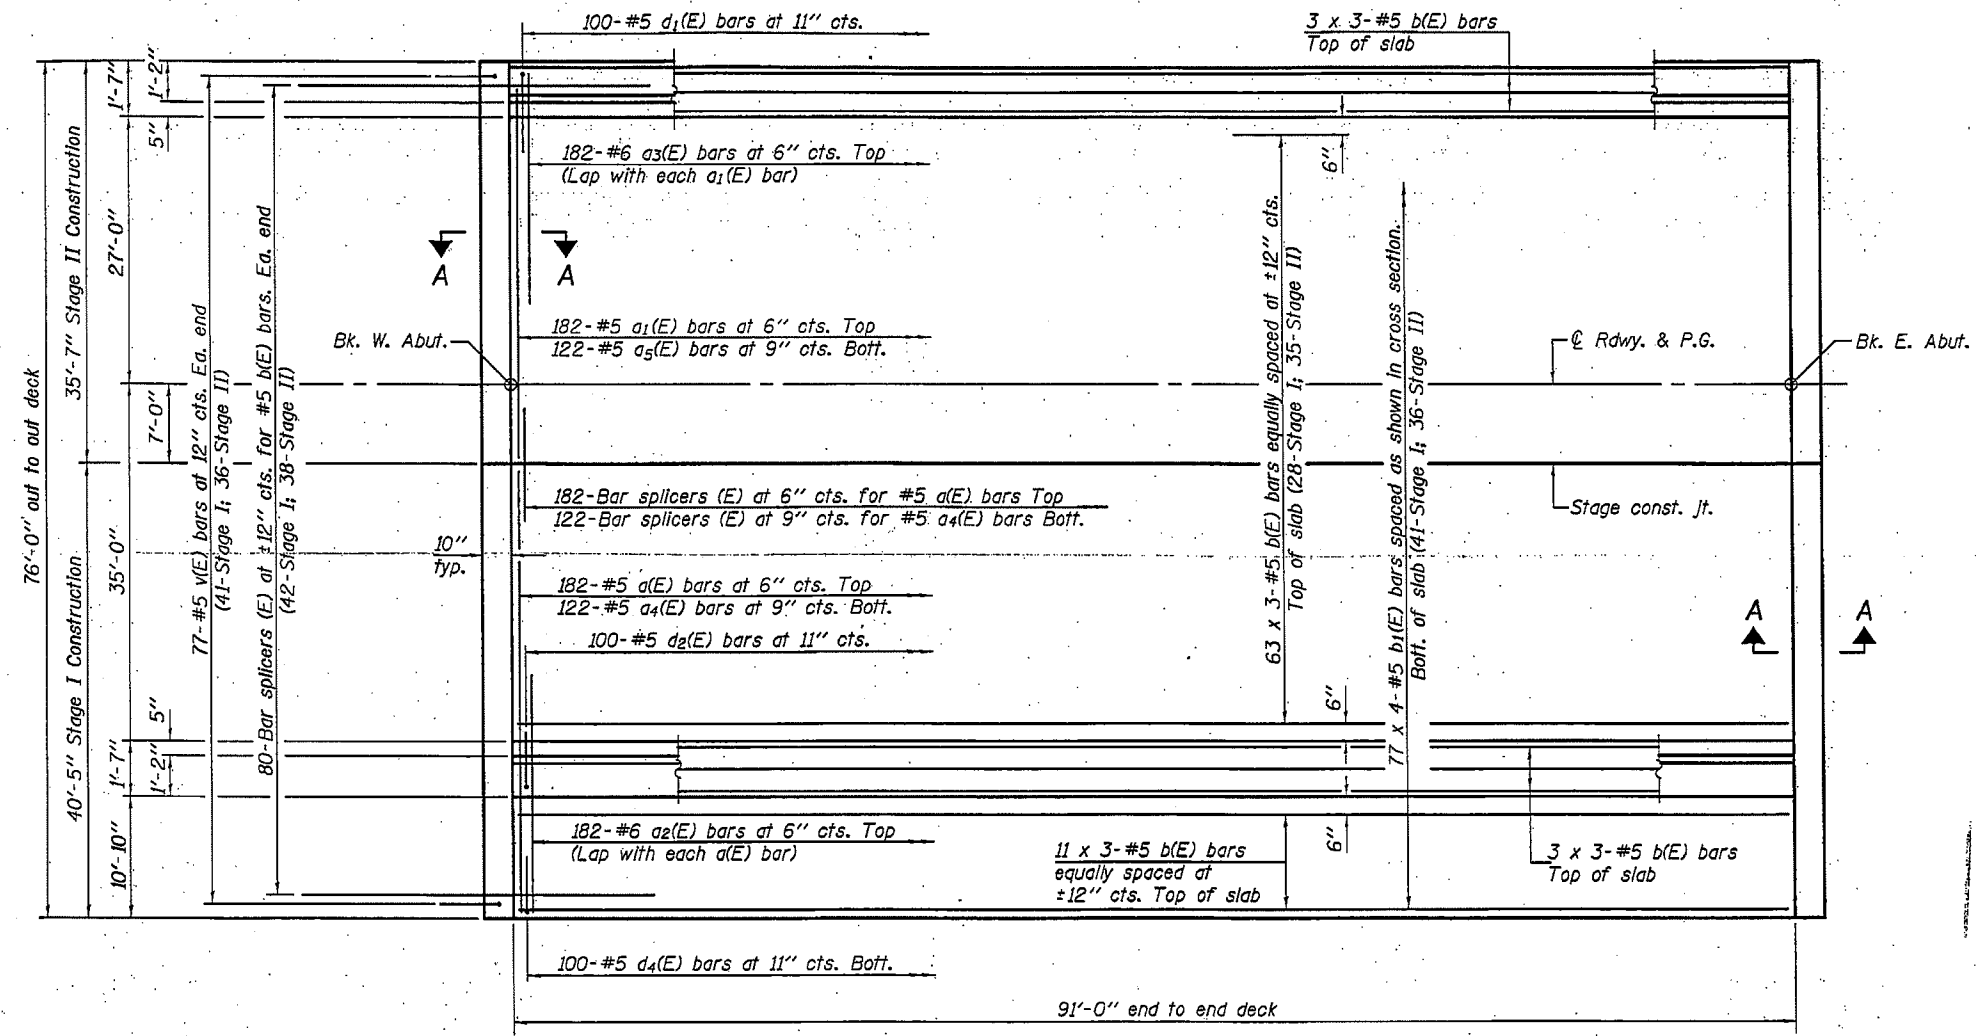 100-#5 d1(E) bars at 11" cts.
3 x 3-#5 b(E) bars
Top of slab
1'-7"
1'-2"
5"
182-#6 a3(E) bars at 6" cts. Top
(Lap with each a1(E) bar)
6"
35'-7" Stage II Construction
27'-0"
A
A
182-#5 a1(E) bars at 6" cts. Top
122-#5 a5(E) bars at 9" cts. Bott.
Bk. W. Abut.
℄ Rdwy. & P.G.
Bk. E. Abut.
76'-0" out to out deck
7'-0"
77-#5 v(E) bars at 12" cts. Ea. end
(41-Stage I; 36-Stage II)
80-Bar splicers (E) at ±12" cts. for #5 b(E) bars. Ea. end
(42-Stage I; 38-Stage II)
63 x 3-#5 b(E) bars equally spaced at ±12" cts.
Top of slab (28-Stage I; 35-Stage II)
77 x 4-#5 b1(E) bars spaced as shown in cross section.
Bott. of slab (41-Stage I; 36-Stage II)
182-Bar splicers (E) at 6" cts. for #5 a(E) bars Top
122-Bar splicers (E) at 9" cts. for #5 a4(E) bars Bott.
Stage const. jt.
10"
typ.
40'-5" Stage I Construction
35'-0"
182-#5 a(E) bars at 6" cts. Top
122-#5 a4(E) bars at 9" cts. Bott.
100-#5 d2(E) bars at 11" cts.
A
A
5"
1'-7"
1'-2"
6"
10'-10"
182-#6 a2(E) bars at 6" cts. Top
(Lap with each a(E) bar)
6"
11 x 3-#5 b(E) bars
equally spaced at
±12" cts. Top of slab
3 x 3-#5 b(E) bars
Top of slab
100-#5 d4(E) bars at 11" cts. Bott.
91'-0" end to end deck